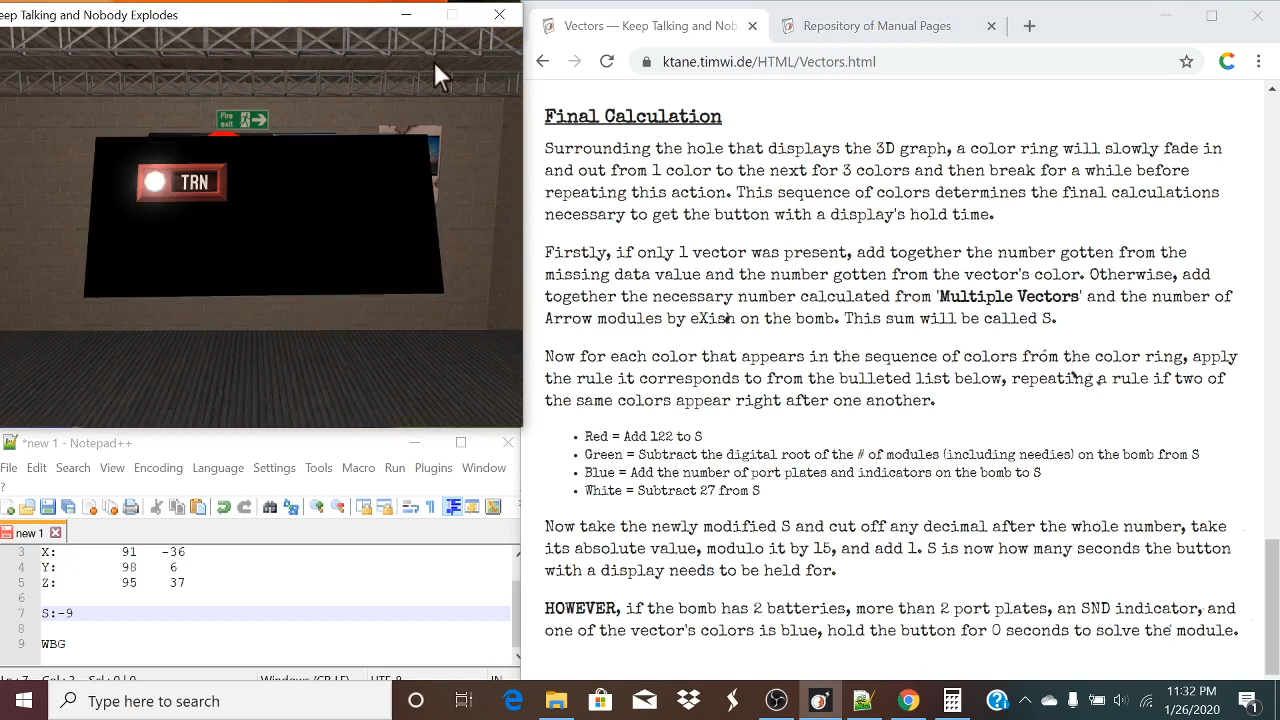 eep Talking and Nobody Explodes
Fire
exit
TRN
*new 1 - Notepad++
File Edit Search View Encoding Language Settings Tools Macro Run Plugins Window
?
new 1
3 X: 91 -36
4 Y: 98 6
5 Z: 95 37
6
7 S:-9
8
9 WBG
Vectors — Keep Talking and Nob
Repository of Manual Pages
ktane.timwi.de/HTML/Vectors.html
Final Calculation
Surrounding the hole that displays the 3D graph, a color ring will slowly fade in
and out from 1 color to the next for 3 colors and then break for a while before
repeating this action. This sequence of colors determines the final calculations
necessary to get the button with a display's hold time.
Firstly, if only 1 vector was present, add together the number gotten from the
missing data value and the number gotten from the vector's color. Otherwise, add
together the necessary number calculated from 'Multiple Vectors' and the number of
Arrow modules by eXish on the bomb. This sum will be called S.
Now for each color that appears in the sequence of colors from the color ring, apply
the rule it corresponds to from the bulleted list below, repeating a rule if two of
the same colors appear right after one another.
• Red = Add 122 to S
• Green = Subtract the digital root of the # of modules (including needies) on the bomb from S
• Blue = Add the number of port plates and indicators on the bomb to S
• White = Subtract 27 from S
Now take the newly modified S and cut off any decimal after the whole number, take
its absolute value, modulo it by 15, and add 1. S is now how many seconds the button
with a display needs to be held for.
HOWEVER, if the bomb has 2 batteries, more than 2 port plates, an SND indicator, and
one of the vector's colors is blue, hold the button for 0 seconds to solve the module.
Type here to search
11:32 PM
1/26/2020